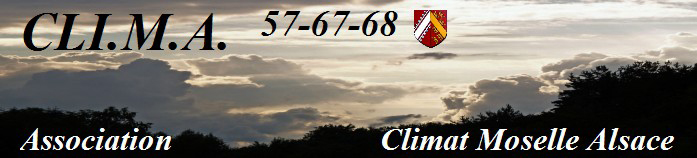 CLI.M.A. 57-67-68
Association Climat Moselle Alsace